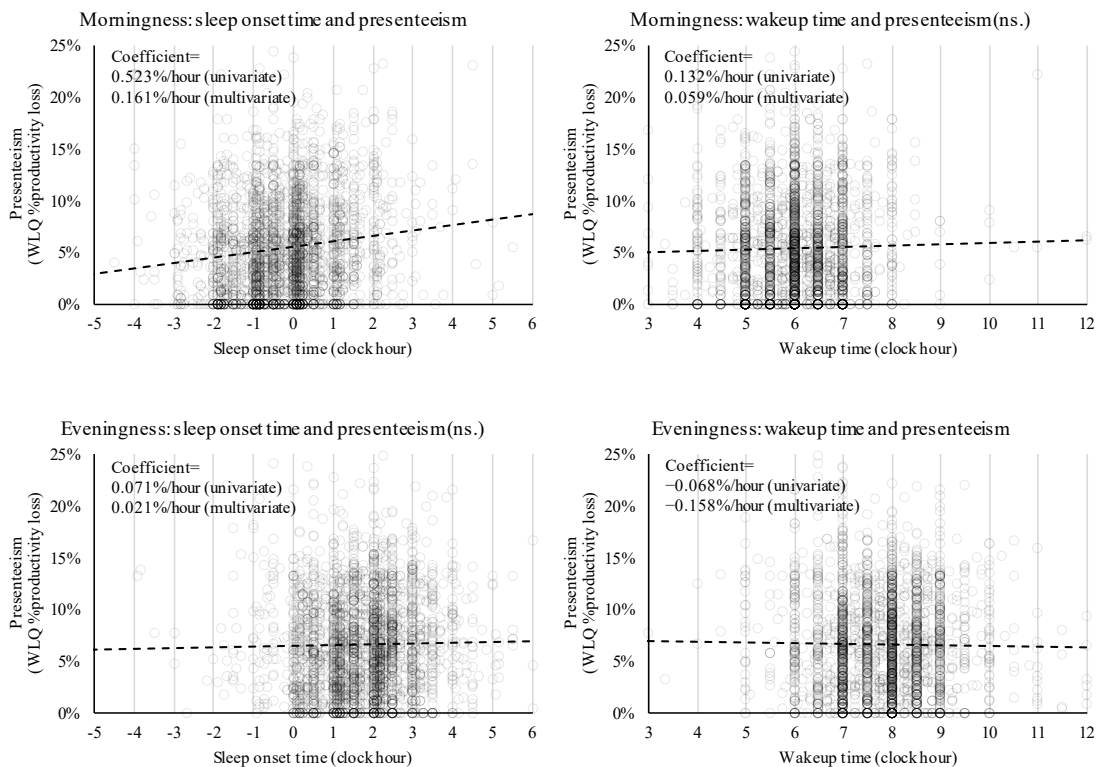 Morningness: sleep onset time and presenteeism
Coefficient=
0.523%/hour (univariate)
0.161%/hour (multivariate)
Presenteeism
(WLQ %productivity loss)
25%
20%
15%
10%
5%
0%
-5 -4 -3 -2 -1 0 1 2 3 4 5 6
Sleep onset time (clock hour)
Morningness: wakeup time and presenteeism (ns.)
Coefficient=
0.132%/hour (univariate)
0.059%/hour (multivariate)
Presenteeism
(WLQ %productivity loss)
25%
20%
15%
10%
5%
0%
3 4 5 6 7 8 9 10 11 12
Wakeup time (clock hour)
Eveningness: sleep onset time and presenteeism (ns.)
Coefficient=
0.071%/hour (univariate)
0.021%/hour (multivariate)
Presenteeism
(WLQ %productivity loss)
25%
20%
15%
10%
5%
0%
-5 -4 -3 -2 -1 0 1 2 3 4 5 6
Sleep onset time (clock hour)
Eveningness: wakeup time and presenteeism
Coefficient=
−0.068%/hour (univariate)
−0.158%/hour (multivariate)
Presenteeism
(WLQ %productivity loss)
25%
20%
15%
10%
5%
0%
3 4 5 6 7 8 9 10 11 12
Wakeup time (clock hour)